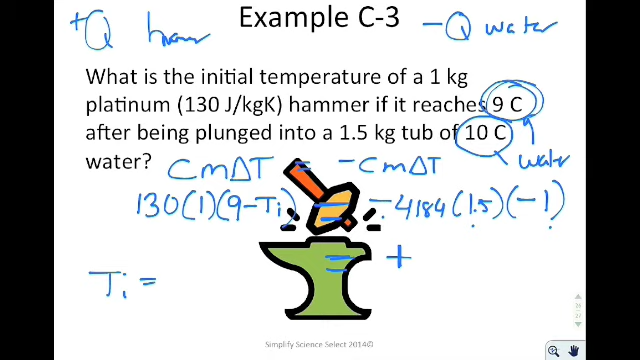 Example C-3
+Q hammer
-Q water
What is the initial temperature of a 1 kg
platinum (130 J/kgK) hammer if it reaches 9 C
after being plunged into a 1.5 kg tub of 10 C
water?
water
CmΔT = -CmΔT
130(1)(9-Ti) = -4184(1.5)(-1)
= +
Ti =
Simplify Science Select 2014©